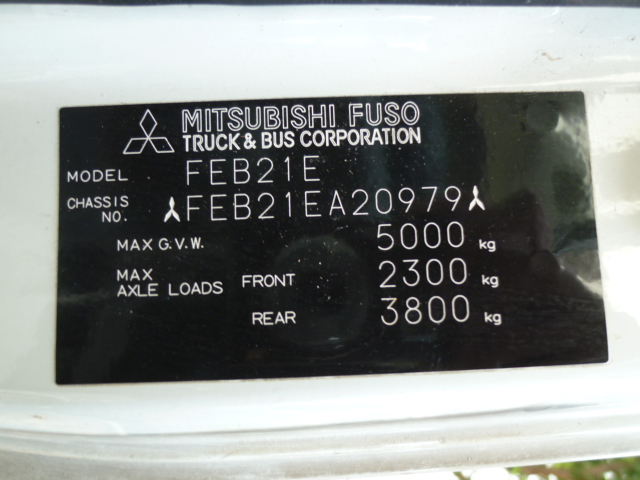 MITSUBISHI FUSO
TRUCK & BUS CORPORATION
MODEL FEB21E
CHASSIS NO. FEB21EA20979
MAX G.V.W. 5000 kg
MAX AXLE LOADS FRONT 2300 kg
REAR 3800 kg